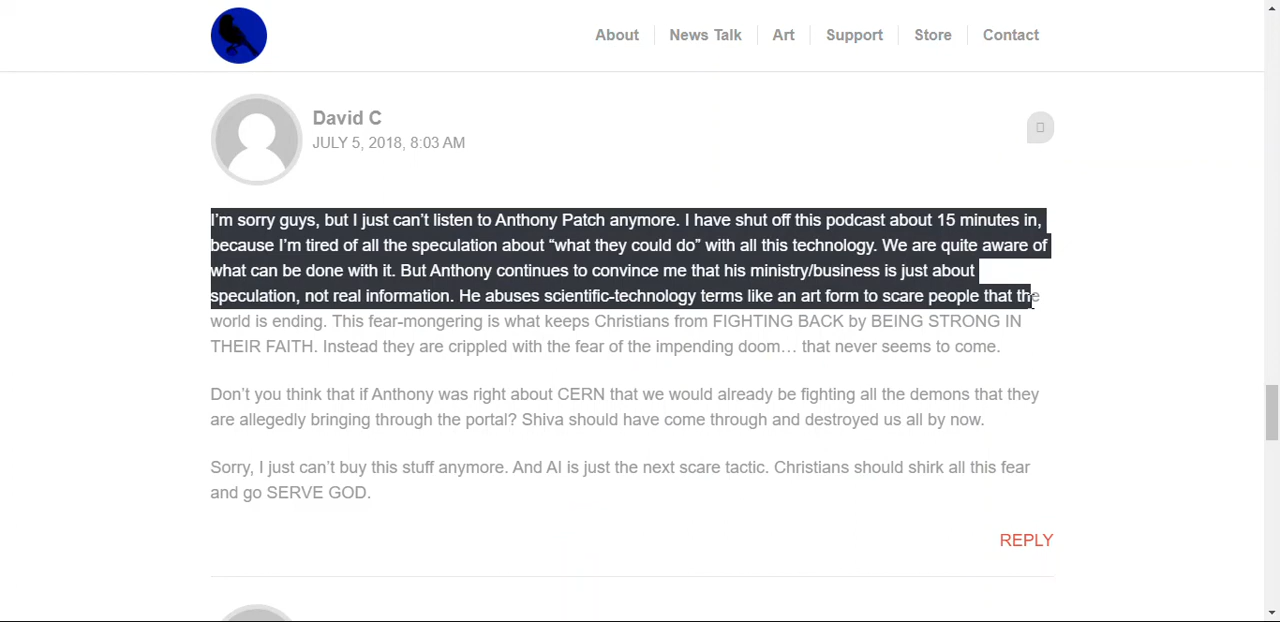 About News Talk Art Support Store Contact
David C
JULY 5, 2018, 8:03 AM
I’m sorry guys, but I just can’t listen to Anthony Patch anymore. I have shut off this podcast about 15 minutes in,
because I’m tired of all the speculation about “what they could do” with all this technology. We are quite aware of
what can be done with it. But Anthony continues to convince me that his ministry/business is just about
speculation, not real information. He abuses scientific-technology terms like an art form to scare people that the
world is ending. This fear-mongering is what keeps Christians from FIGHTING BACK by BEING STRONG IN
THEIR FAITH. Instead they are crippled with the fear of the impending doom… that never seems to come.
Don’t you think that if Anthony was right about CERN that we would already be fighting all the demons that they
are allegedly bringing through the portal? Shiva should have come through and destroyed us all by now.
Sorry, I just can’t buy this stuff anymore. And AI is just the next scare tactic. Christians should shirk all this fear
and go SERVE GOD.
REPLY